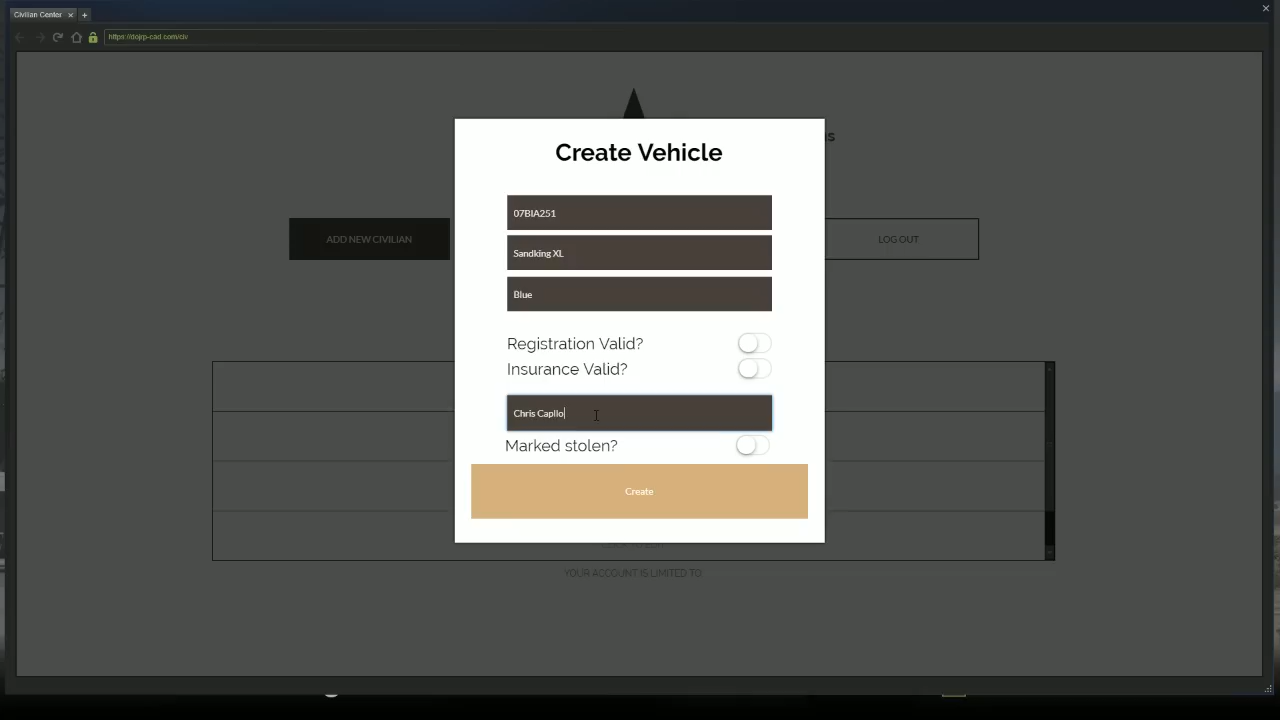 Civilian Center
https://dojrp-cad.com/civ
Create Vehicle
07BIA251
ADD NEW CIVILIAN
LOG OUT
Sandking XL
Blue
Registration Valid?
Insurance Valid?
Chris Capllo
Marked stolen?
Create
YOUR ACCOUNT IS LIMITED TO: